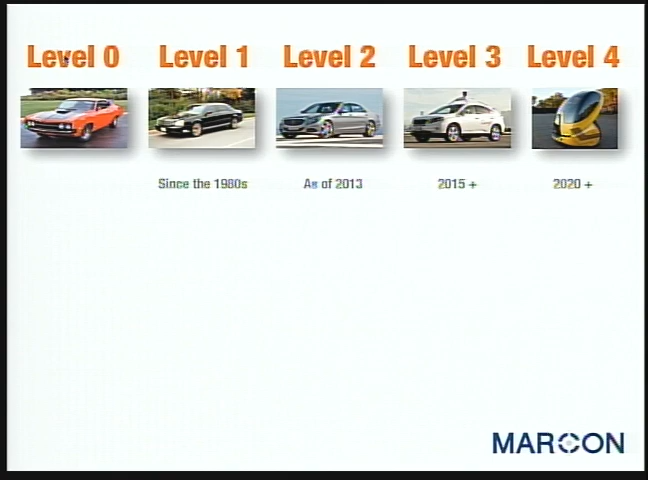 Level 0 Level 1 Level 2 Level 3 Level 4
Since the 1980s As of 2013 2015 + 2020 +
MARCON